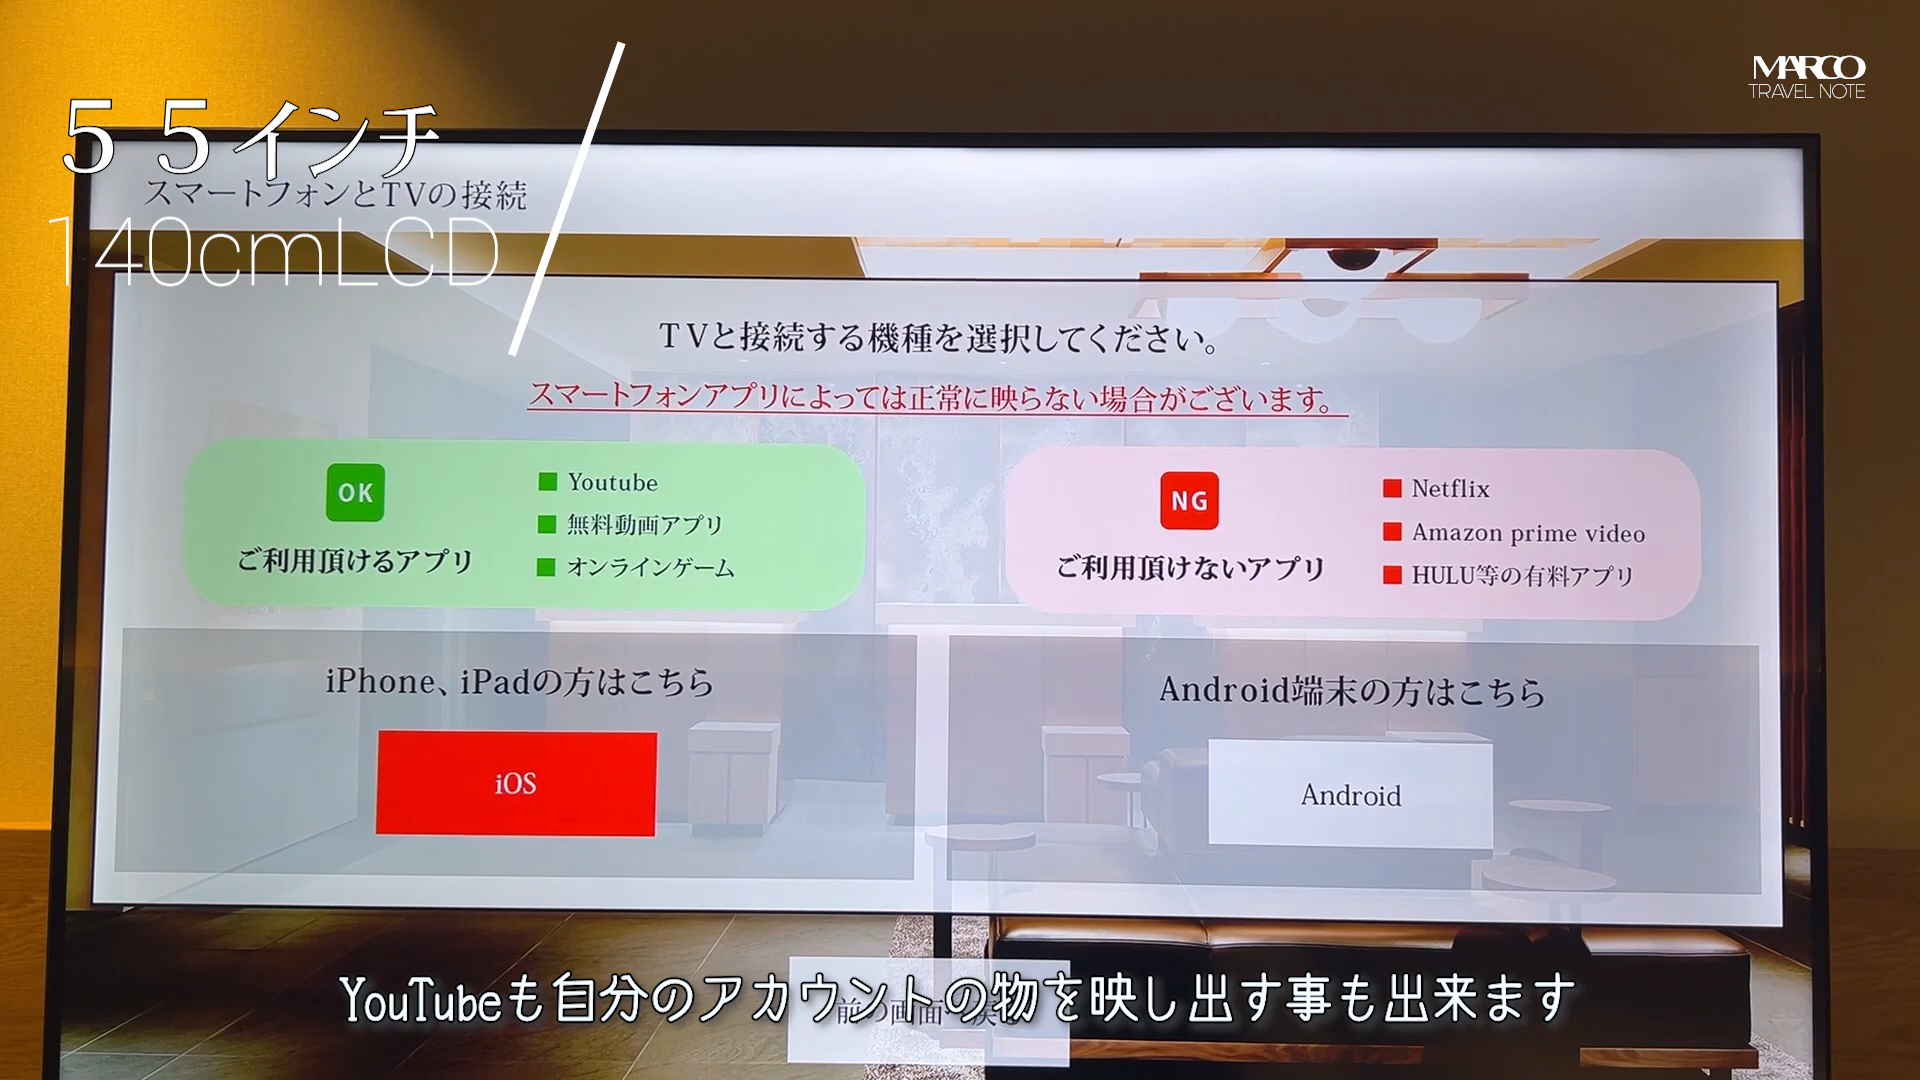 MARCO
TRAVEL NOTE
55インチ
スマートフォンとTVの接続
140cmLCD
TVと接続する機種を選択してください。
スマートフォンアプリによっては正常に映らない場合がございます。
OK
ご利用頂けるアプリ
Youtube
無料動画アプリ
オンラインゲーム
NG
ご利用頂けないアプリ
Netflix
Amazon prime video
HULU等の有料アプリ
iPhone、iPadの方はこちら
iOS
Android端末の方はこちら
Android
YouTubeも自分のアカウントの物を映し出す事も出来ます